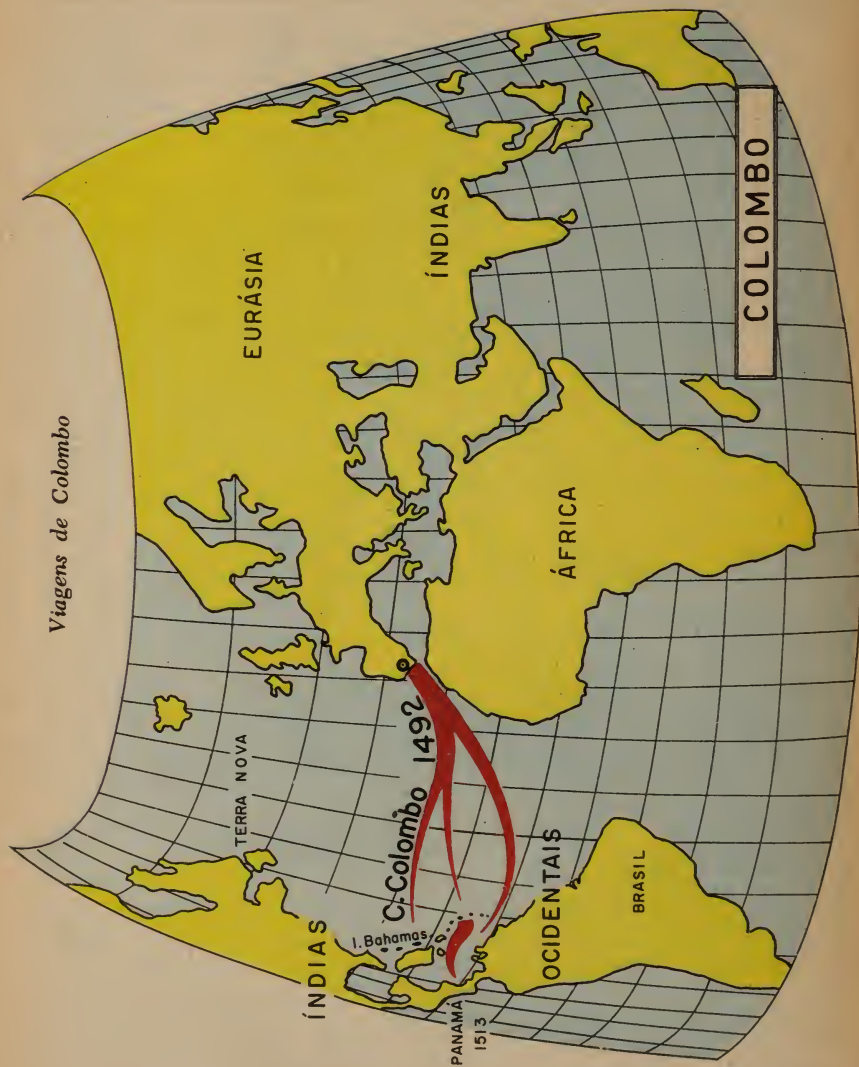 Viagens de Colombo
EURÁSIA
TERRA NOVA
ÍNDIAS
C. Colombo 1492
ÍNDIAS
I. Bahamas
PANAMÁ
1513
OCIDENTAIS
ÁFRICA
BRASIL
COLOMBO